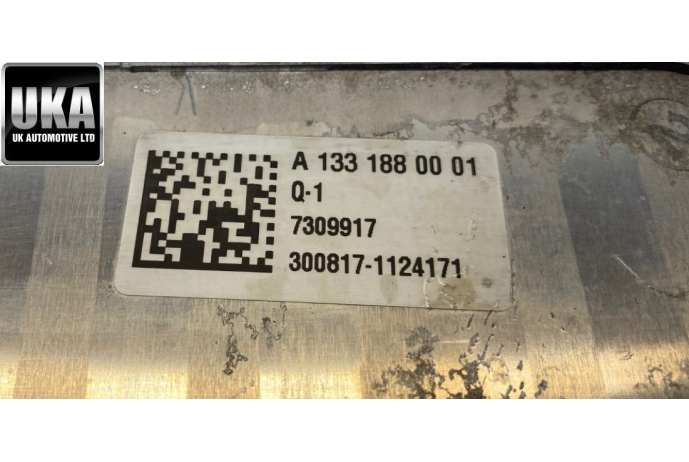 UKA
UK AUTOMOTIVE LTD
A 133 188 00 01
Q-1
7309917
300817-1124171